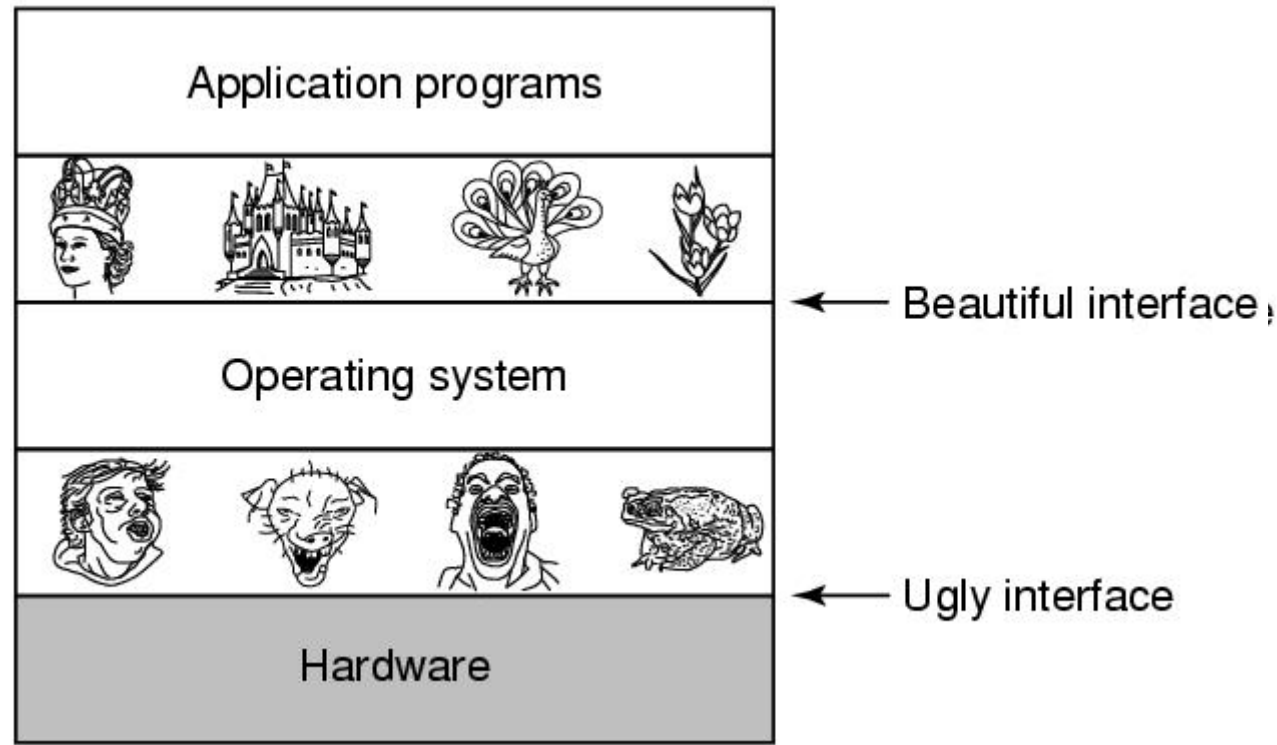 Application programs
Beautiful interface
Operating system
Ugly interface
Hardware